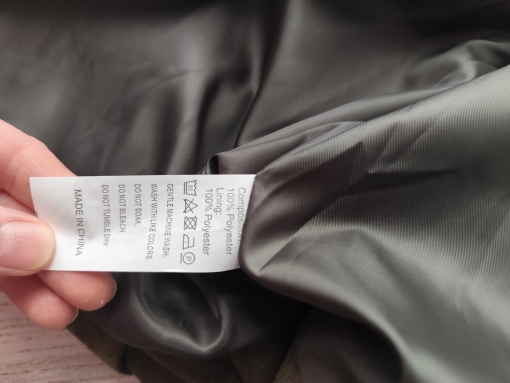 Composition:
100% Polyester
Lining:
100% Polyester
GENTLE MACHINE WASH.
WASH WITH LIKE COLORS.
DO NOT SOAK.
DO NOT BLEACH.
DO NOT TUMBLE DRY
MADE IN CHINA